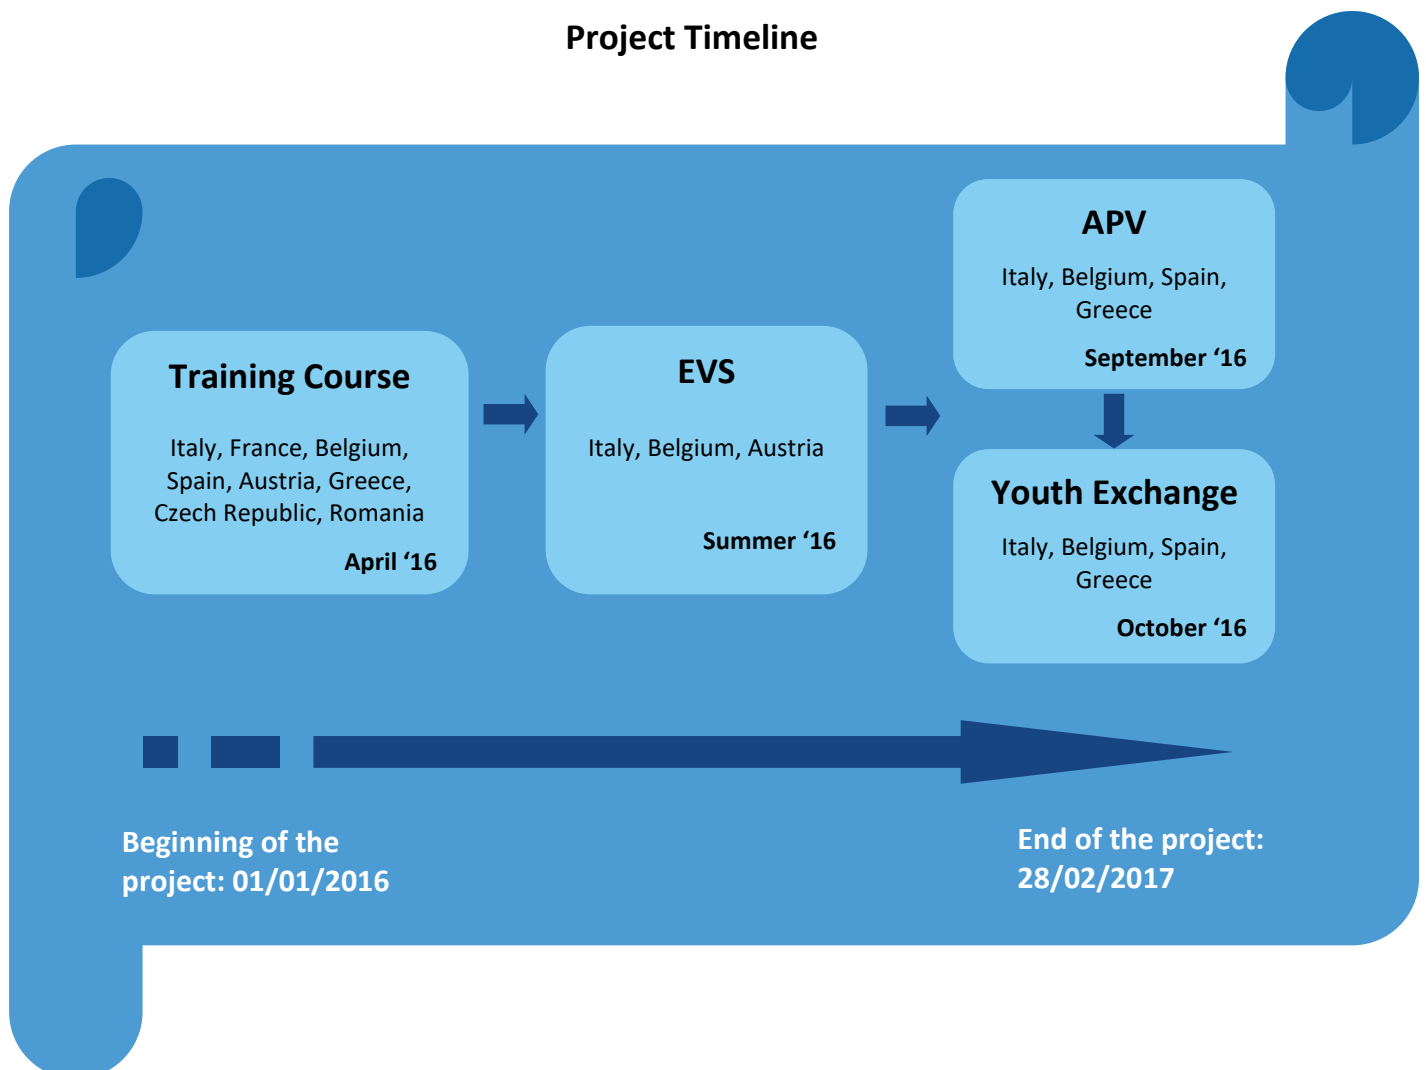 Project Timeline
Training Course
Italy, France, Belgium,
Spain, Austria, Greece,
Czech Republic, Romania
April ‘16
EVS
Italy, Belgium, Austria
Summer ‘16
APV
Italy, Belgium, Spain,
Greece
September ‘16
Youth Exchange
Italy, Belgium, Spain,
Greece
October ‘16
Beginning of the
project: 01/01/2016
End of the project:
28/02/2017